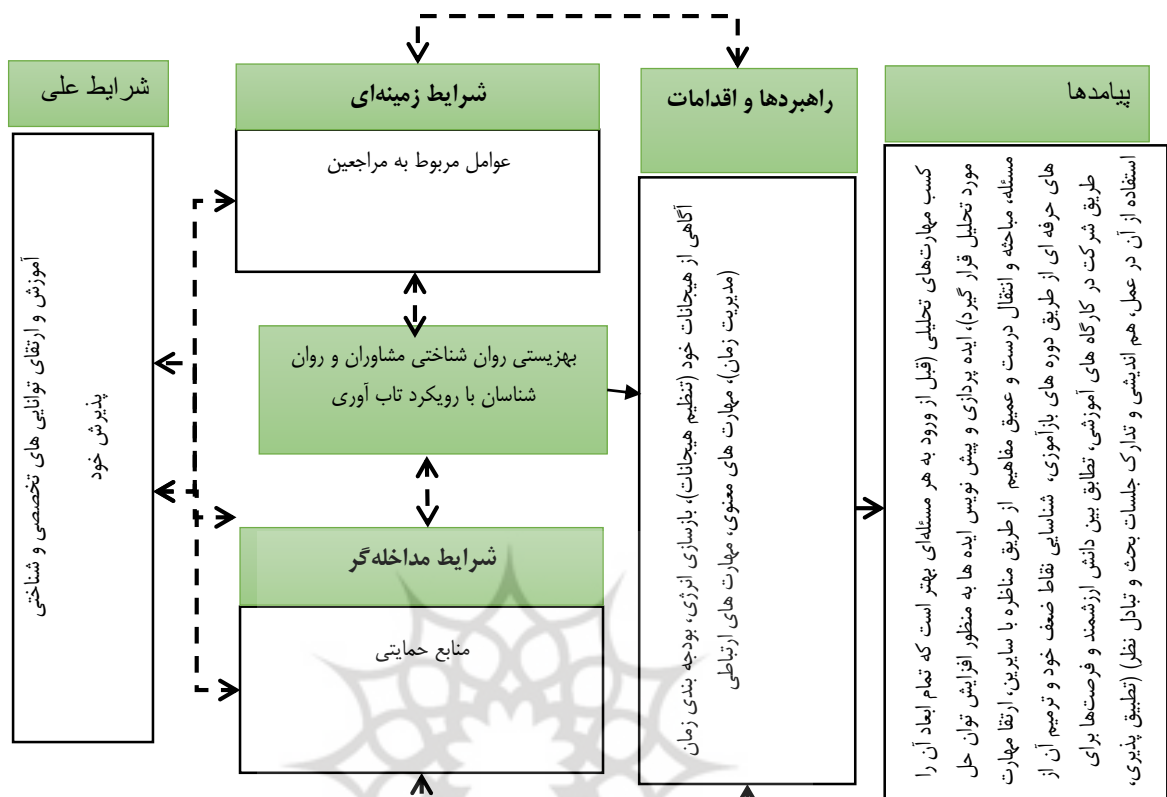 شرایط علی
آموزش و ارتقای توانایی های تخصصی و شناختی
پذیرش خود
شرایط زمینه‌ای
عوامل مربوط به مراجعین
بهزیستی روان شناختی مشاوران و روان
شناسان با رویکرد تاب آوری
شرایط مداخله‌گر
منابع حمایتی
راهبردها و اقدامات
آگاهی از هیجانات خود (تنظیم هیجانات)، بازسازی انرژی، بودجه بندی زمان
(مدیریت زمان)، مهارت های معنوی، مهارت های ارتباطی
پیامدها
کسب مهارت‌های تحلیلی (قبل از ورود به هر مسئله‌ای بهتر است که تمام ابعاد آن را
مورد تحلیل قرار گیرد)، ایده پردازی و پیش نویس ایده ها به منظور افزایش توان حل
مسئله، مباحثه و انتقال درست و عمیق مفاهیم از طریق مناظره با سایرین، ارتقا مهارت
های حرفه ای از طریق دوره های بازآموزی، شناسایی نقاط ضعف خود و ترمیم آن از
طریق شرکت در کارگاه های آموزشی، تطابق بین دانش ارزشمند و فرصت‌ها برای
استفاده از آن در عمل، هم اندیشی و تدارک جلسات بحث و تبادل نظر) (تطبیق پذیری،